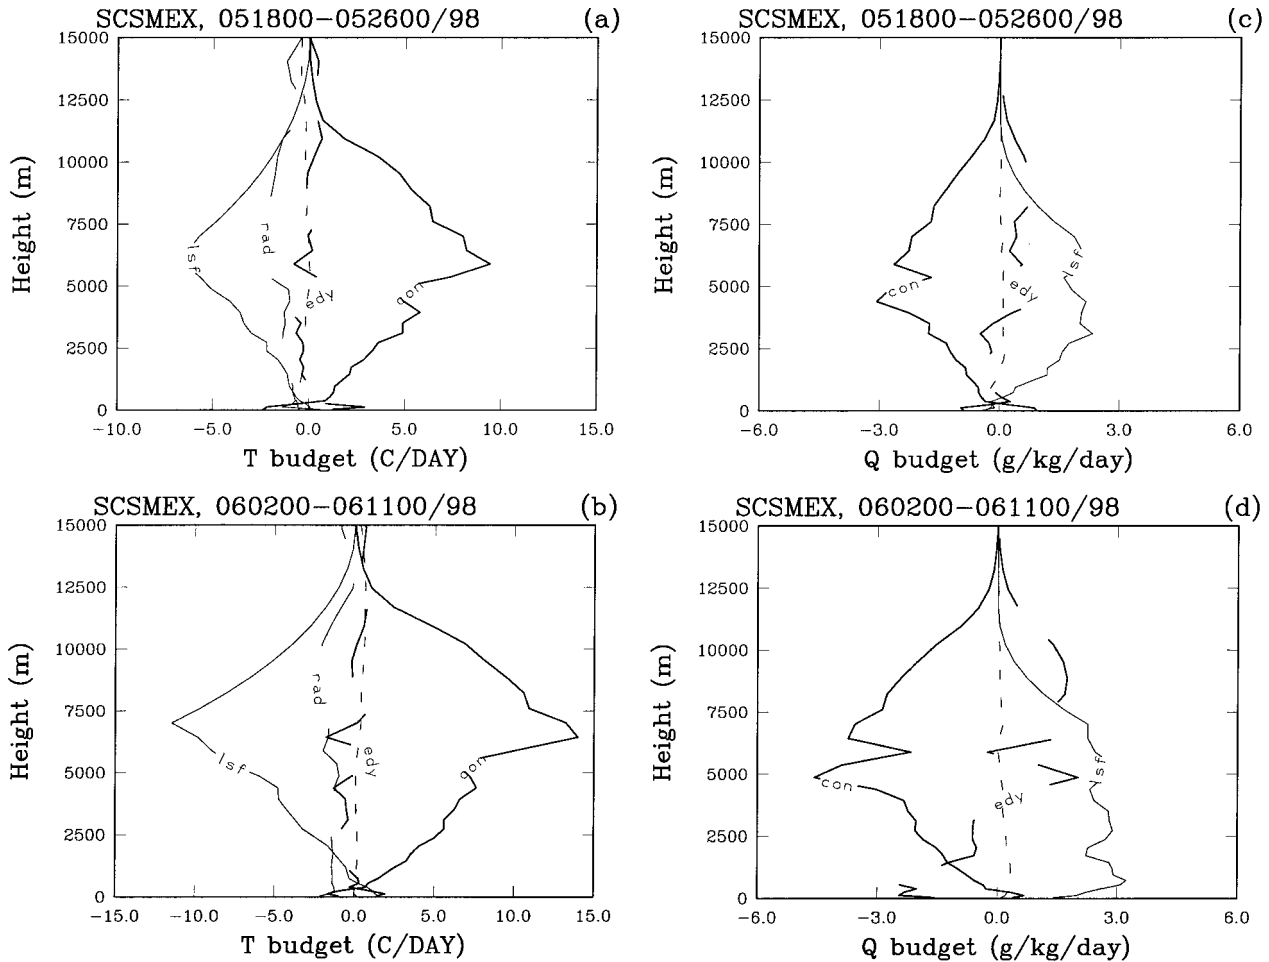 SCSMEX, 051800-052600/98 (a)
15000
12500
10000
7500
5000
2500
0
Height (m)
lsf
rad
edy
con
-10.0 -5.0 0.0 5.0 10.0 15.0
T budget (C/DAY)
SCSMEX, 051800-052600/98 (c)
15000
12500
10000
7500
5000
2500
0
Height (m)
con
edy
lsf
-6.0 -3.0 0.0 3.0 6.0
Q budget (g/kg/day)
SCSMEX, 060200-061100/98 (b)
15000
12500
10000
7500
5000
2500
0
Height (m)
rad
lsf
edy
con
-15.0 -10.0 -5.0 0.0 5.0 10.0 15.0
T budget (C/DAY)
SCSMEX, 060200-061100/98 (d)
15000
12500
10000
7500
5000
2500
0
Height (m)
con
edy
lsf
-6.0 -3.0 0.0 3.0 6.0
Q budget (g/kg/day)